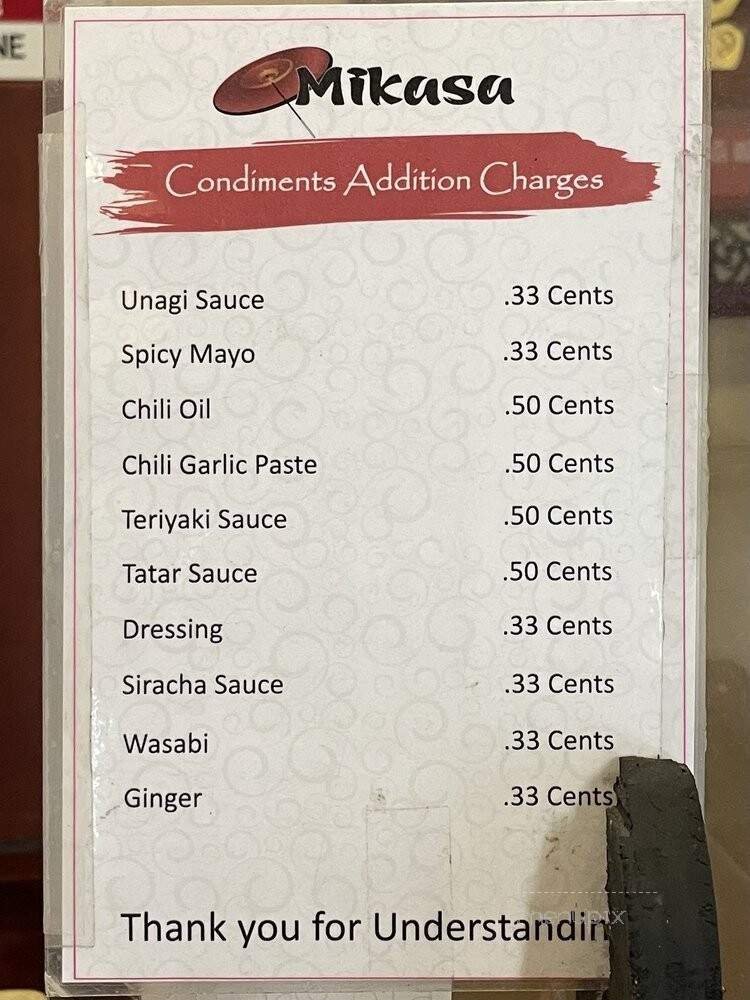 NE
Mikasa
Condiments Addition Charges
Unagi Sauce .33 Cents
Spicy Mayo .33 Cents
Chili Oil .50 Cents
Chili Garlic Paste .50 Cents
Teriyaki Sauce .50 Cents
Tatar Sauce .50 Cents
Dressing .33 Cents
Siracha Sauce .33 Cents
Wasabi .33 Cents
Ginger .33 Cents
Thank you for Understandin
menupix